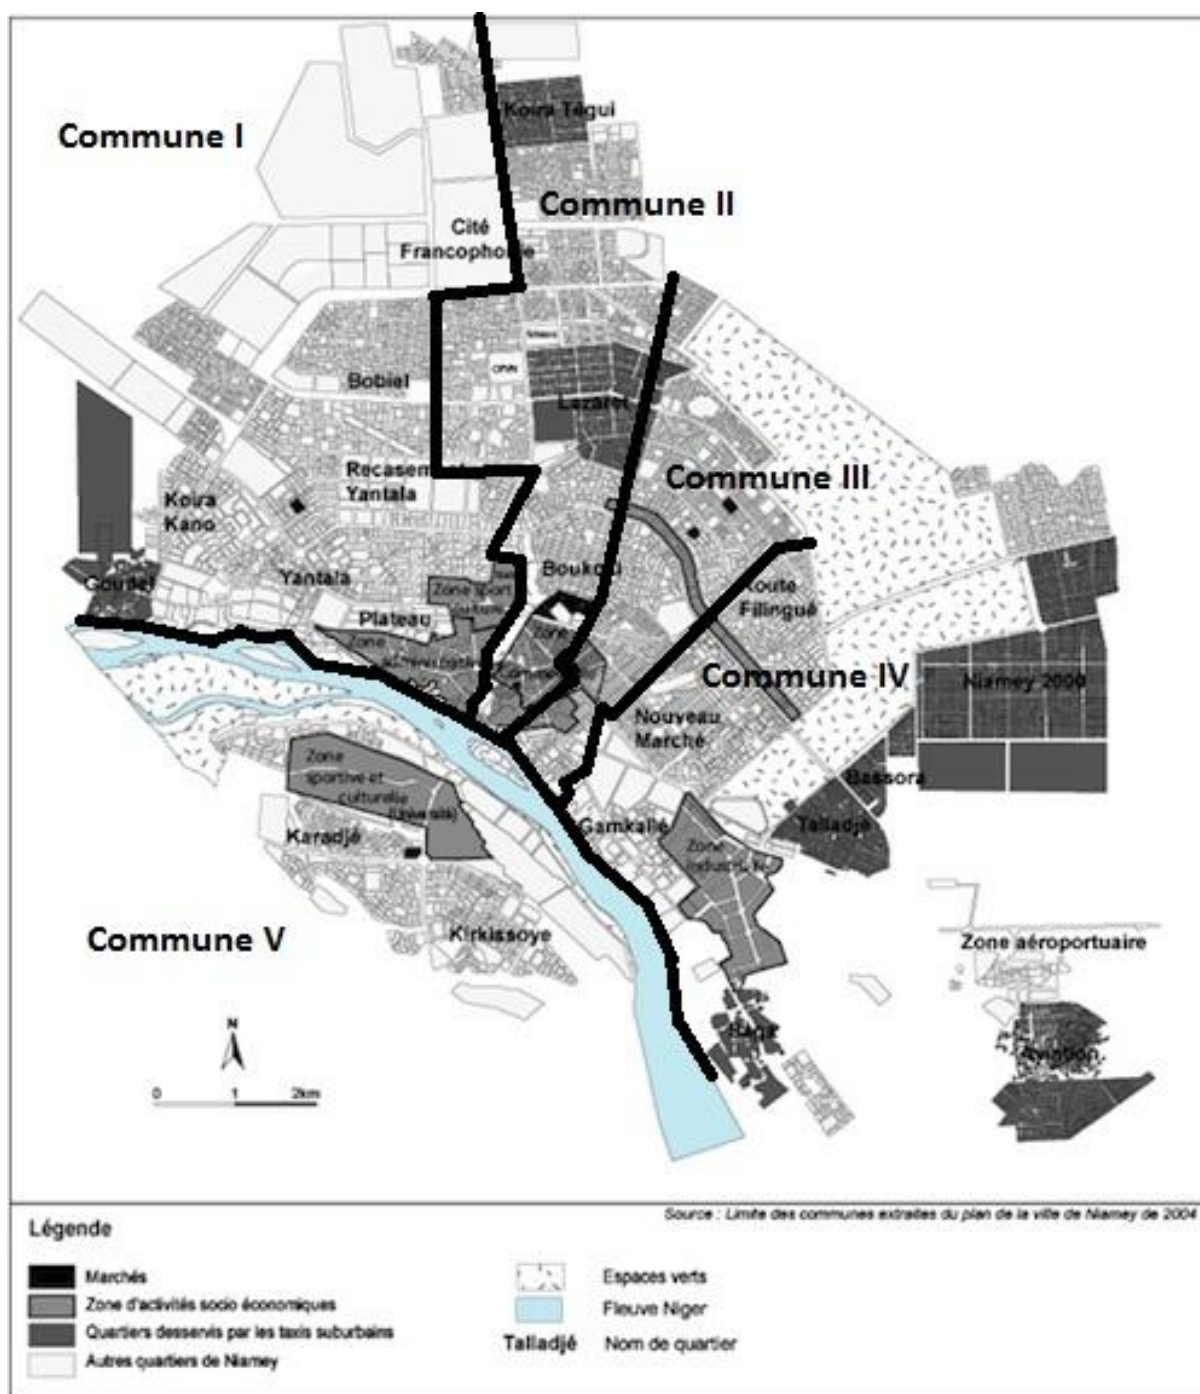 Commune I
Koira Tégui
Commune II
Cité
Francophonie
Bobiel
Lazaret
Commune III
Koira
Kano
Yantala
Goudel
Yantala
Plateau
Boukoki
Route
Filingué
Zone
Zone
Commune IV
Niamey 2000
Nouveau
Marché
Bassora
Zone
sportive et
culturelle
Karadjé
Gamkallé
Talladjé
Zone
Commune V
Kirkissoye
Zone aéroportuaire
Aviation
N
0 1 2km
Source : Limite des communes extraites du plan de la ville de Niamey de 2004
Légende
Marchés
Zone d'activités socio économiques
Quartiers desservis par les taxis suburbains
Autres quartiers de Niamey
Espaces verts
Fleuve Niger
Talladjé Nom de quartier